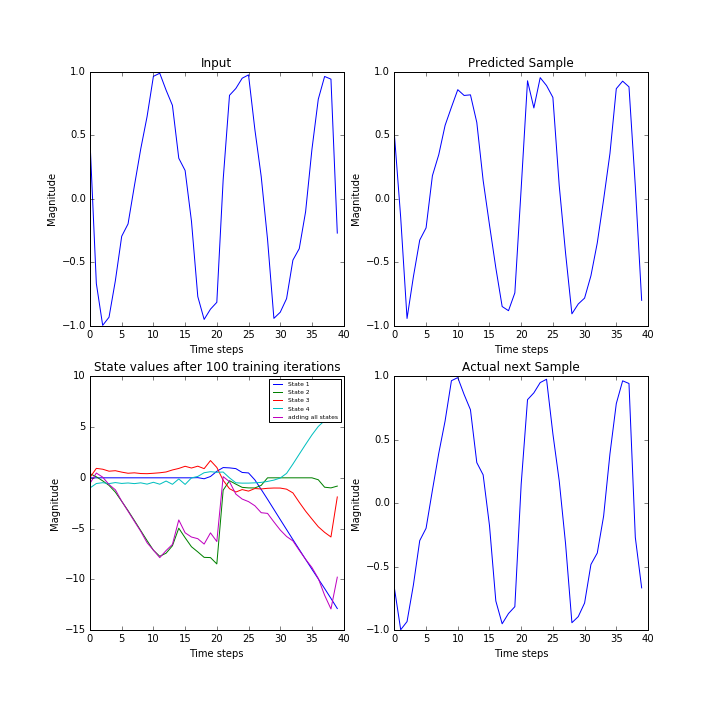 Input
Magnitude
1.0
0.5
0.0
−0.5
−1.0
0 5 10 15 20 25 30 35 40
Time steps
Predicted Sample
Magnitude
1.0
0.5
0.0
−0.5
−1.0
0 5 10 15 20 25 30 35 40
Time steps
State values after 100 training iterations
Magnitude
10
5
0
−5
−10
−15
0 5 10 15 20 25 30 35 40
Time steps
State 1
State 2
State 3
State 4
adding all states
Actual next Sample
Magnitude
1.0
0.5
0.0
−0.5
−1.0
0 5 10 15 20 25 30 35 40
Time steps